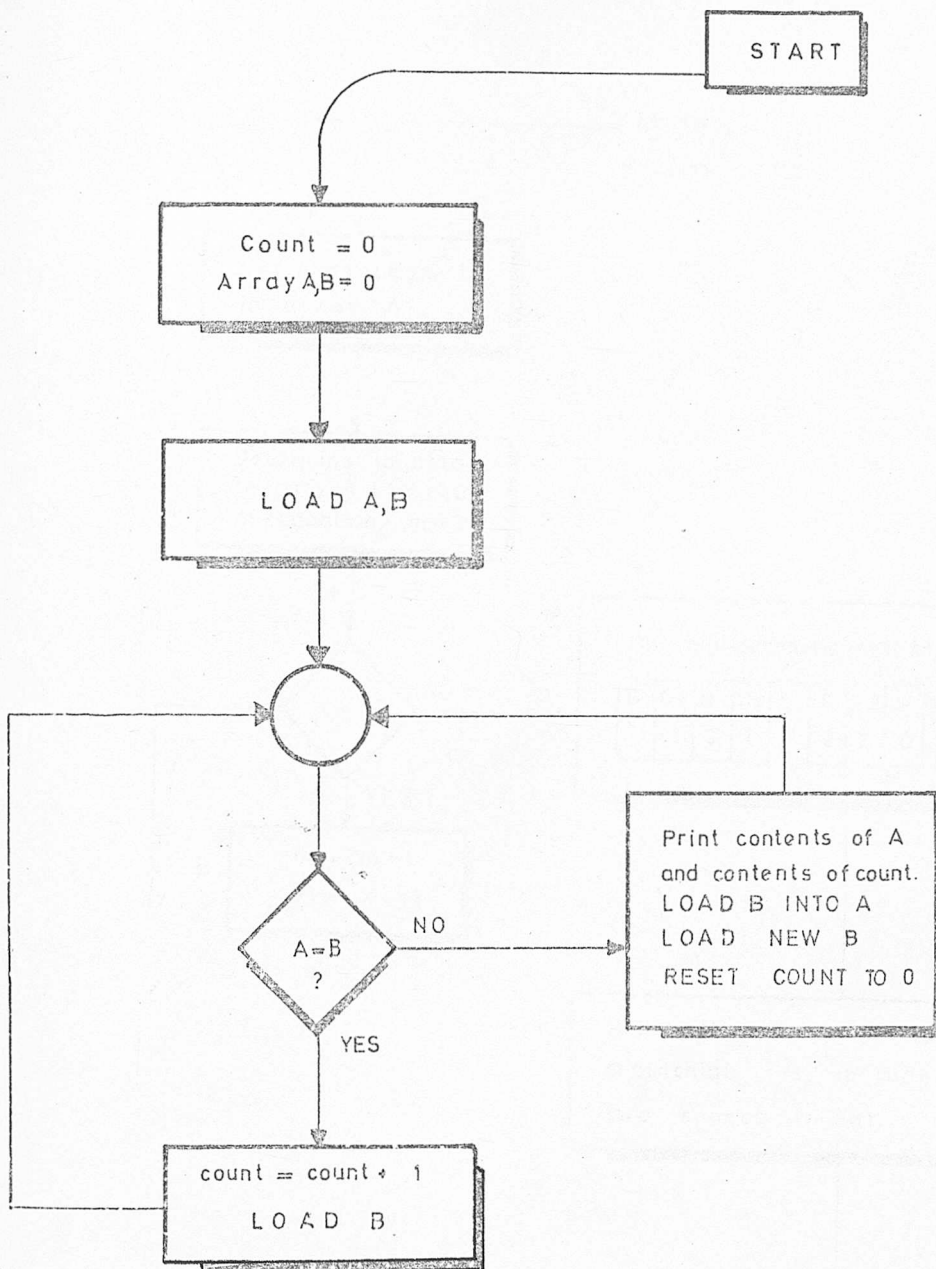 START
Count = 0
Array A,B = 0
LOAD A,B
A=B
?
NO
YES
Print contents of A
and contents of count.
LOAD B INTO A
LOAD NEW B
RESET COUNT TO 0
count = count + 1
LOAD B